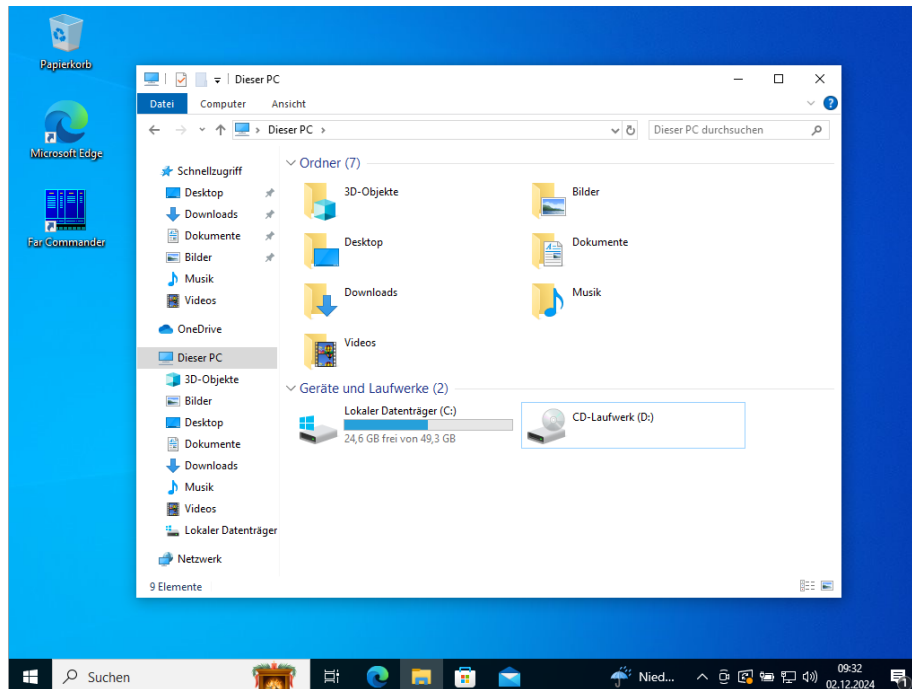 Papierkorb
Microsoft Edge
Far Commander
Dieser PC
Datei Computer Ansicht
Dieser PC
Dieser PC durchsuchen
Schnellzugriff
Desktop
Downloads
Dokumente
Bilder
Musik
Videos
OneDrive
Dieser PC
3D-Objekte
Bilder
Desktop
Dokumente
Downloads
Musik
Videos
Lokaler Datenträger
Netzwerk
Ordner (7)
3D-Objekte
Bilder
Desktop
Dokumente
Downloads
Musik
Videos
Geräte und Laufwerke (2)
Lokaler Datenträger (C:)
24,6 GB frei von 49,3 GB
CD-Laufwerk (D:)
9 Elemente
Suchen
Nied...
09:32
02.12.2024
1